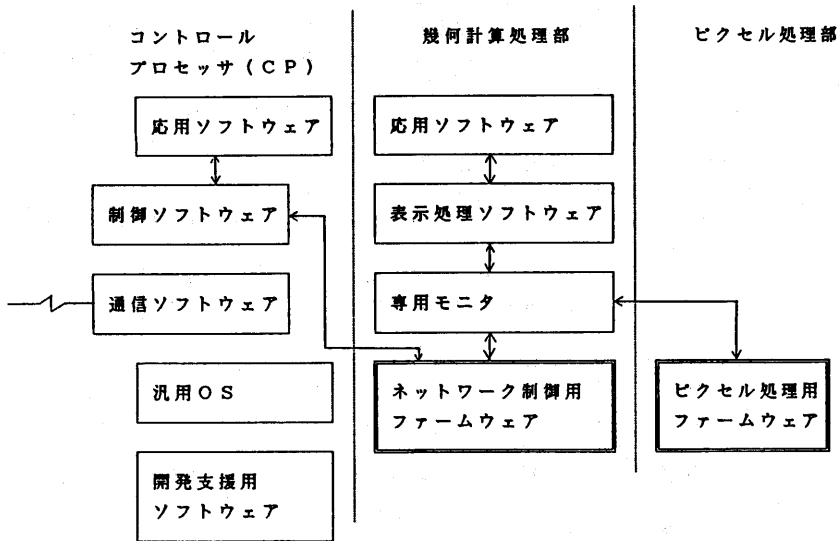 コントロール
プロセッサ(CP)
応用ソフトウェア
制御ソフトウェア
通信ソフトウェア
汎用OS
開発支援用
ソフトウェア
幾何計算処理部
応用ソフトウェア
表示処理ソフトウェア
専用モニタ
ネットワーク制御用
ファームウェア
ピクセル処理部
ピクセル処理用
ファームウェア